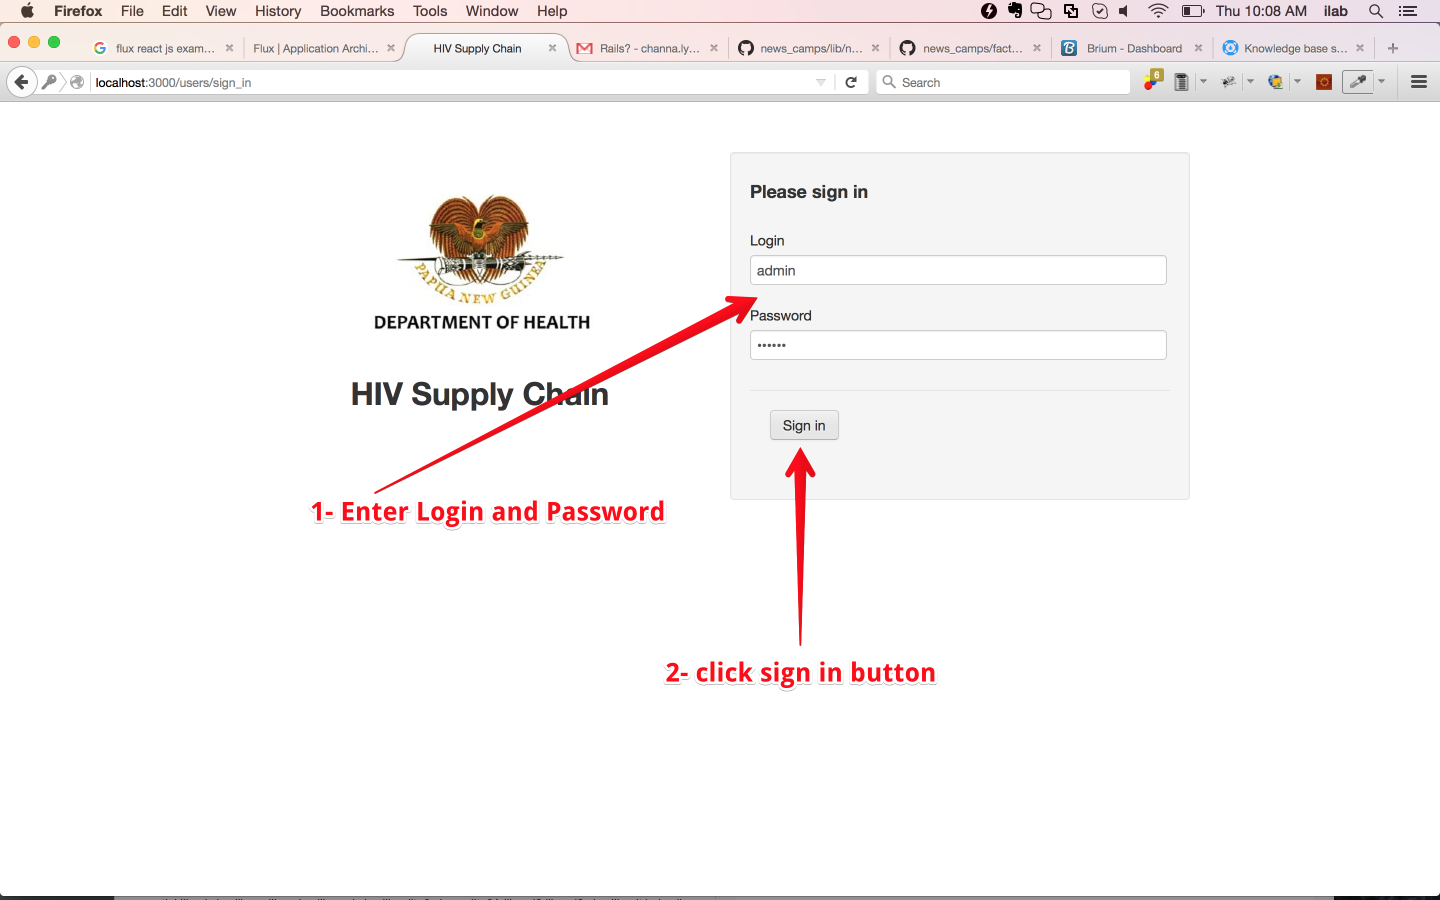 Firefox File Edit View History Bookmarks Tools Window Help Thu 10:08 AM ilab
flux react js exam... Flux | Application Archi... HIV Supply Chain Rails? - channa.ly... news_camps/lib/n... news_camps/fact... Brium - Dashboard Knowledge base s...
localhost:3000/users/sign_in Search 6
PAPUA NEW GUINEA
DEPARTMENT OF HEALTH
HIV Supply Chain
Please sign in
Login
admin
Password
••••••
Sign in
1- Enter Login and Password
2- click sign in button